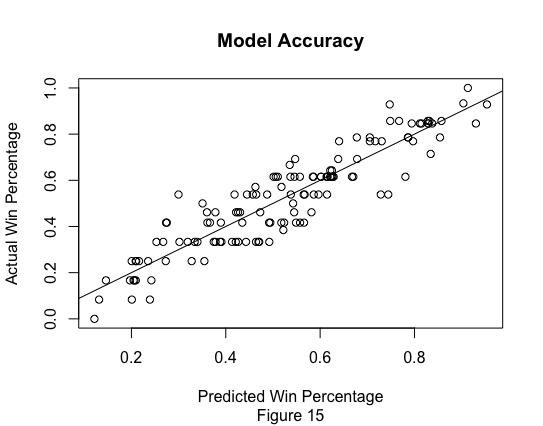 Model Accuracy
Actual Win Percentage
1.0
0.8
0.6
0.4
0.2
0.0
0.2 0.4 0.6 0.8
Predicted Win Percentage
Figure 15